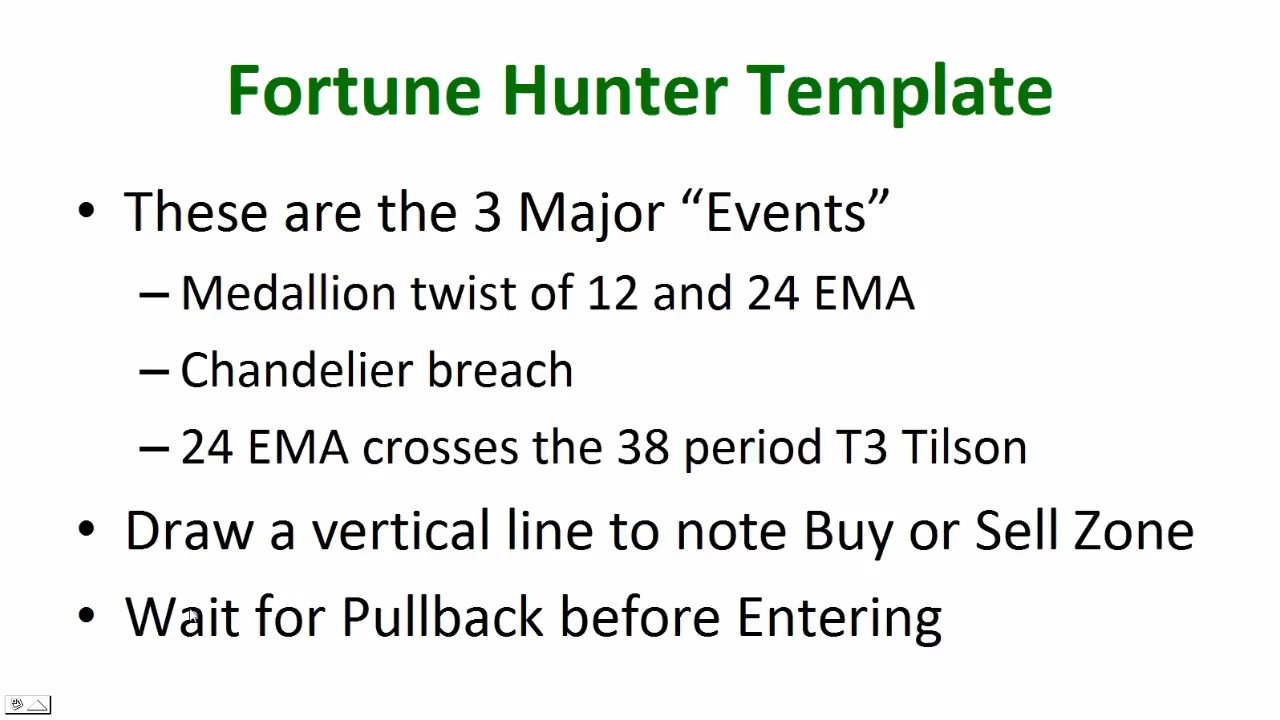 Fortune Hunter Template
• These are the 3 Major “Events”
– Medallion twist of 12 and 24 EMA
– Chandelier breach
– 24 EMA crosses the 38 period T3 Tilson
• Draw a vertical line to note Buy or Sell Zone
• Wait for Pullback before Entering